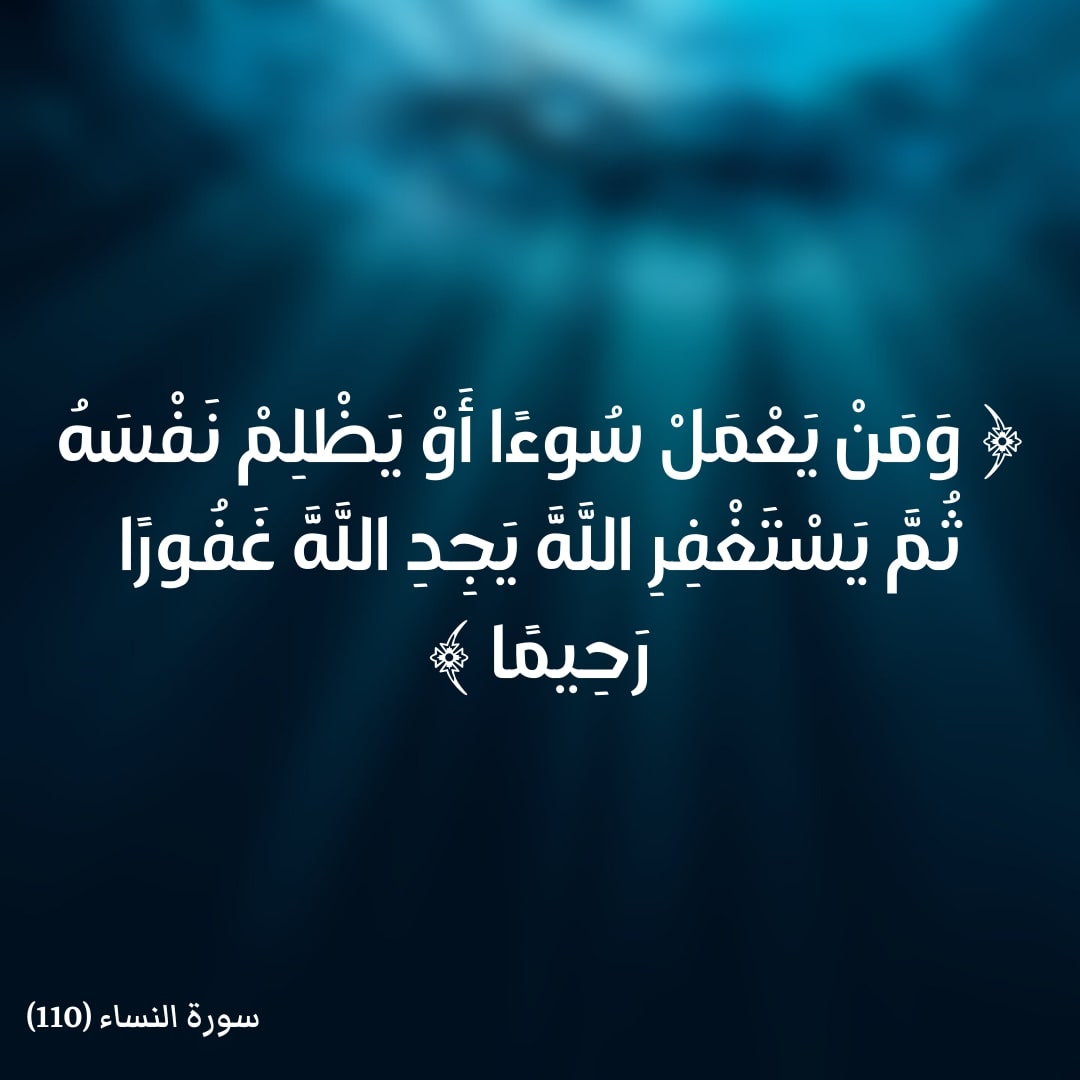 ﴿ وَمَنْ يَعْمَلْ سُوءًا أَوْ يَظْلِمْ نَفْسَهُ
ثُمَّ يَسْتَغْفِرِ اللَّهَ يَجِدِ اللَّهَ غَفُورًا
رَحِيمًا ﴾
سورة النساء (110)